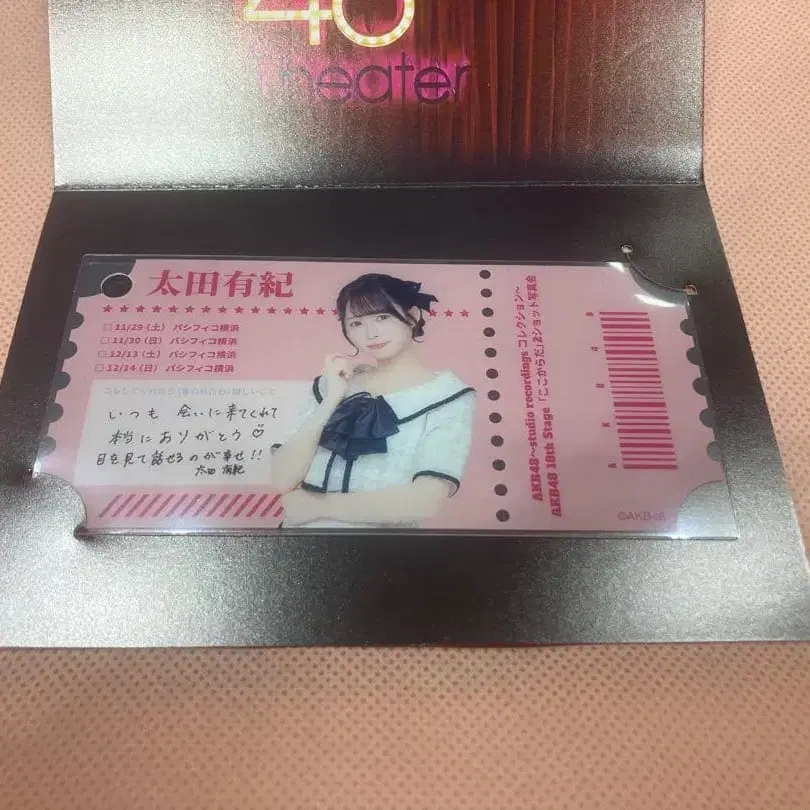 48
theater
太田有紀
□11/29（土） パシフィコ横浜
□11/30（日） パシフィコ横浜
□12/13（土） パシフィコ横浜
□12/14（日） パシフィコ横浜
いつも 会いに来てくれて
本当にありがとう♡
目を見て話せるのが幸せ!!
太田 有紀
AKB48～studio recordings コレクション～
AKB48 18th Stage「ここからだ」2ショット写真会
A K B 4 8
©AKB48